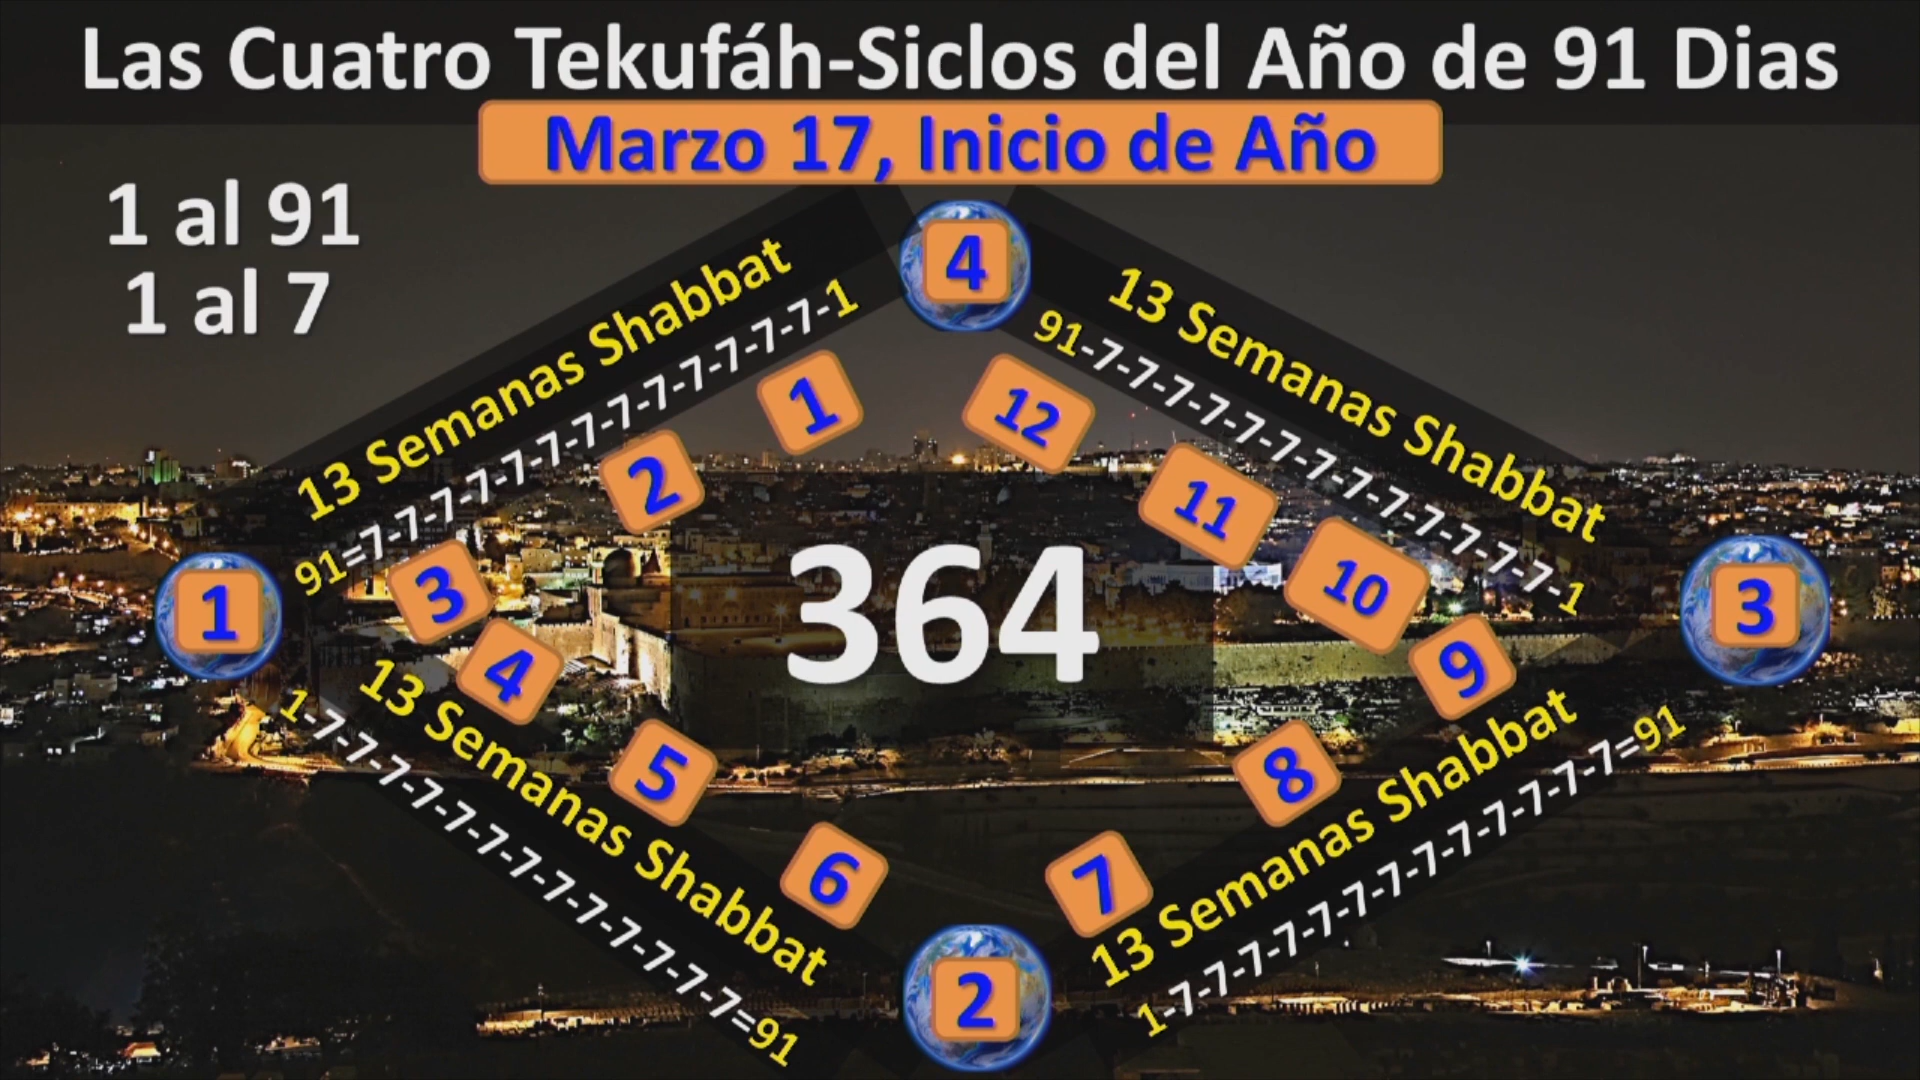 Las Cuatro Tekufáh-Siclos del Año de 91 Dias
Marzo 17, Inicio de Año
1 al 91
1 al 7
4
13 Semanas Shabbat
91=7-7-7-7-7-7-7-7-7-7-7-7-7-1
13 Semanas Shabbat
91-7-7-7-7-7-7-7-7-7-7-7-7-7-1
1
12
2
11
3
10
364
1
3
4
9
5
8
6
7
13 Semanas Shabbat
1-7-7-7-7-7-7-7-7-7-7-7-7-7=91
13 Semanas Shabbat
1-7-7-7-7-7-7-7-7-7-7-7-7-7=91
2